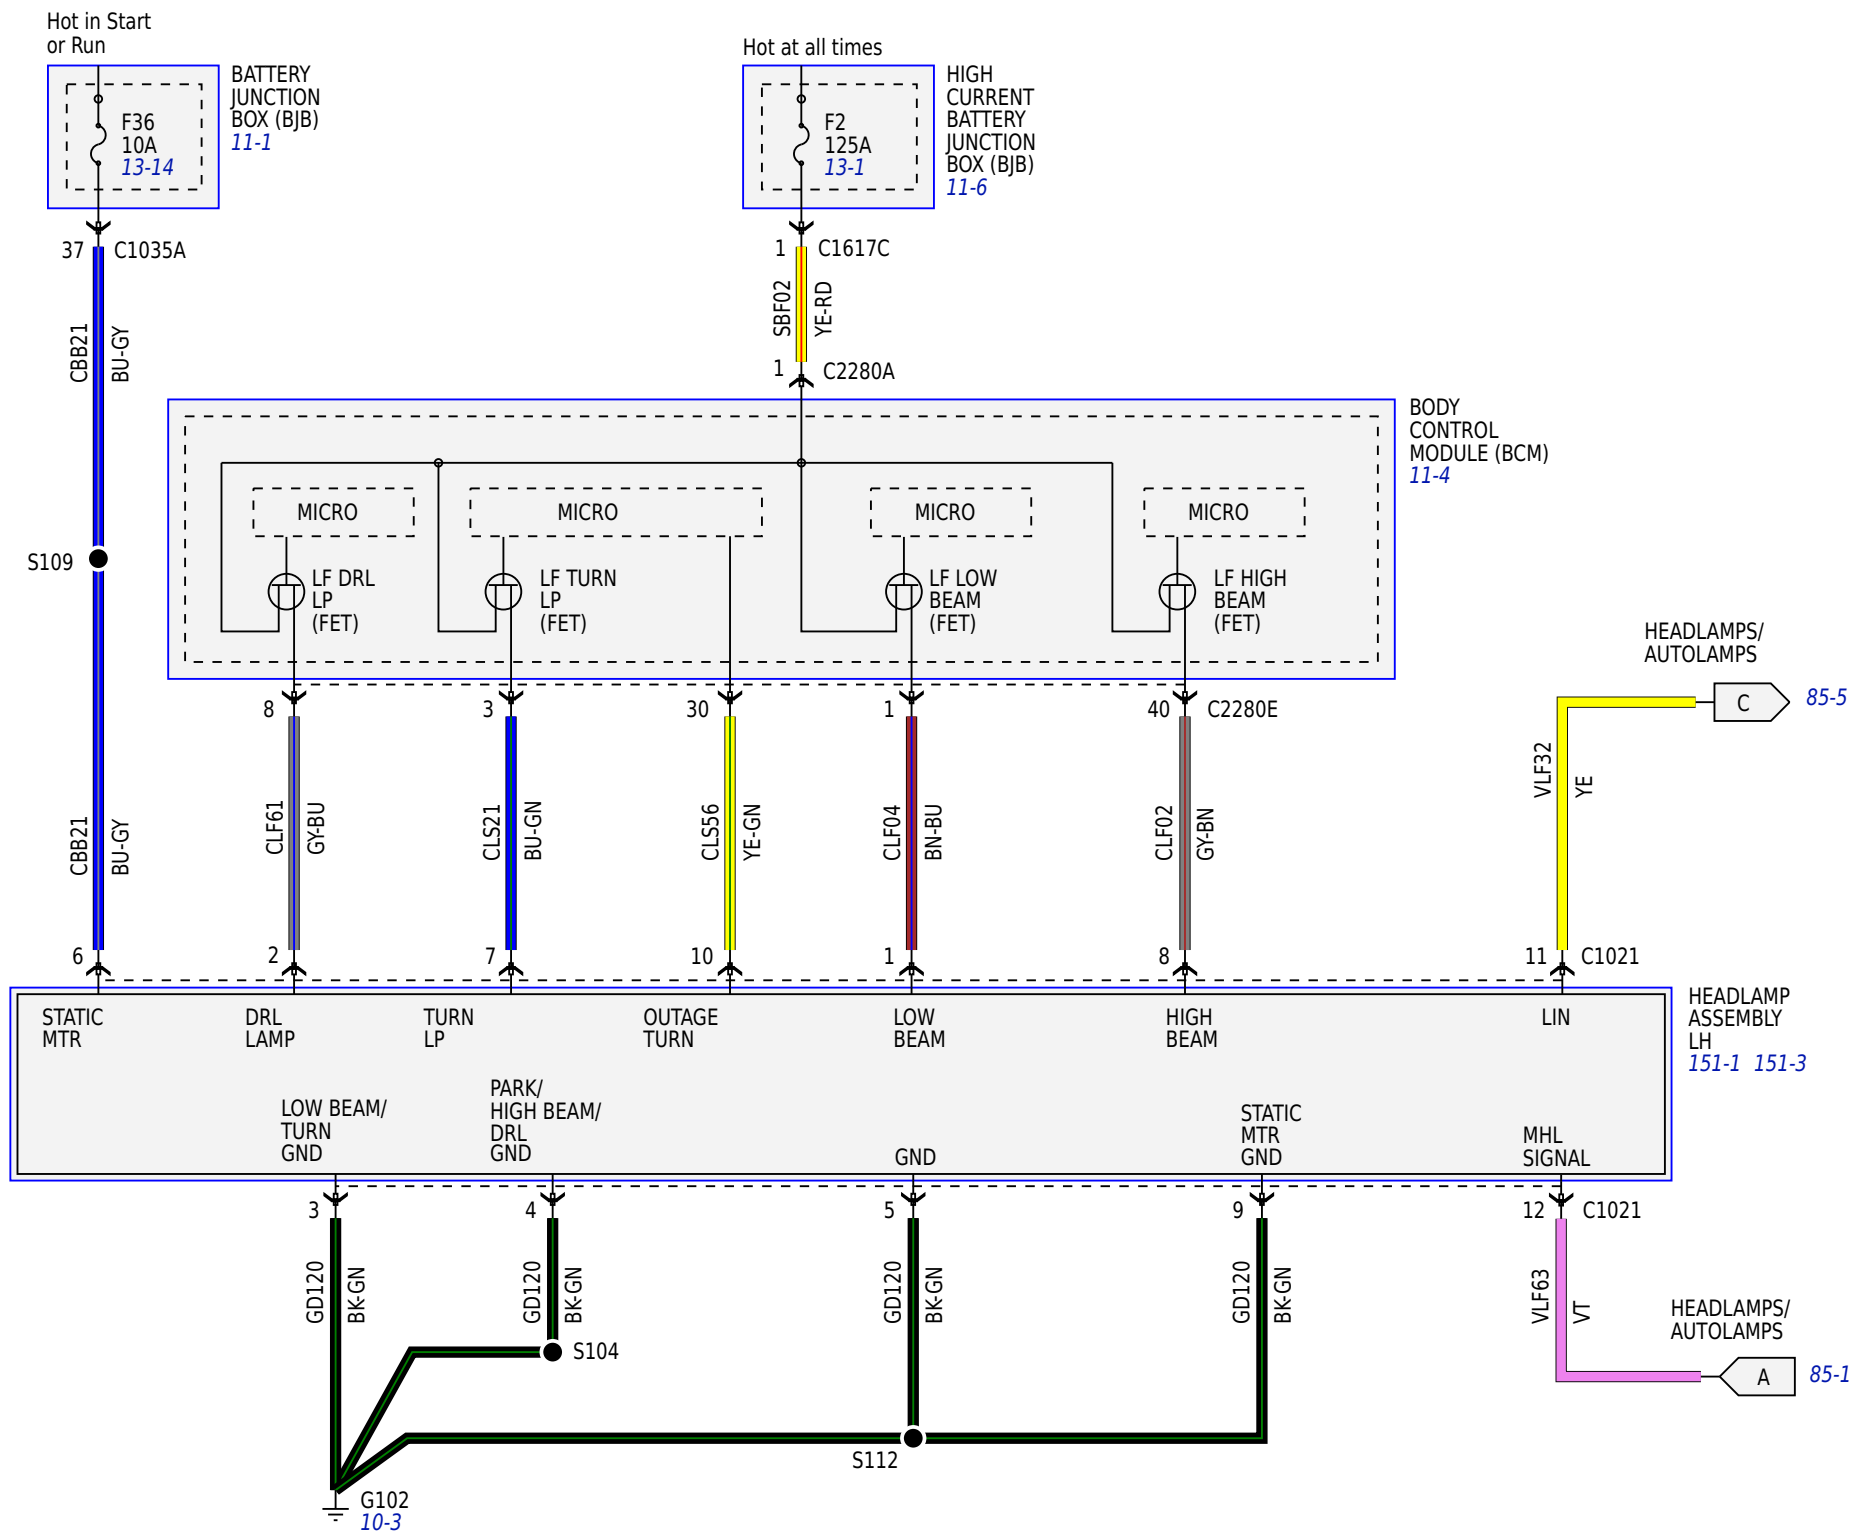 Hot in Start
or Run
F36
10A
13-14
BATTERY
JUNCTION
BOX (BJB)
11-1
Hot at all times
F2
125A
13-1
HIGH
CURRENT
BATTERY
JUNCTION
BOX (BJB)
11-6
37
C1035A
CBB21
BU-GY
S109
CBB21
BU-GY
1
C1617C
SBF02
YE-RD
1
C2280A
BODY
CONTROL
MODULE (BCM)
11-4
MICRO
MICRO
MICRO
MICRO
LF DRL
LP
(FET)
LF TURN
LP
(FET)
LF LOW
BEAM
(FET)
LF HIGH
BEAM
(FET)
8
3
30
1
40
C2280E
CLF61
GY-BU
CLS21
BU-GN
CLS56
YE-GN
CLF04
BN-BU
CLF02
GY-BN
HEADLAMPS/
AUTOLAMPS
C
85-5
VLF32
YE
6
2
7
10
1
8
11
C1021
STATIC
MTR
DRL
LAMP
TURN
LP
OUTAGE
TURN
LOW
BEAM
HIGH
BEAM
LIN
HEADLAMP
ASSEMBLY
LH
151-1 151-3
LOW BEAM/
TURN
GND
PARK/
HIGH BEAM/
DRL
GND
GND
STATIC
MTR
GND
MHL
SIGNAL
3
4
5
9
12
C1021
GD120
BK-GN
GD120
BK-GN
GD120
BK-GN
GD120
BK-GN
VLF63
VT
HEADLAMPS/
AUTOLAMPS
A
85-1
S104
S112
G102
10-3